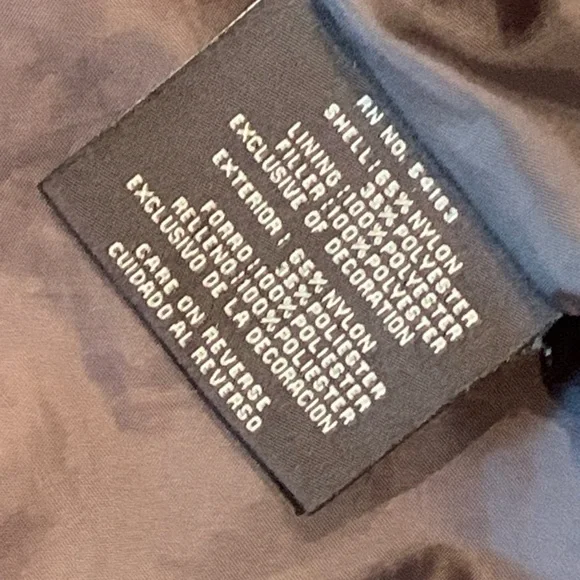 RN NO. 54163
SHELL: 65% NYLON
35% POLYESTER
LINING: 100% POLYESTER
FILLER: 100% POLYESTER
EXCLUSIVE OF DECORATION
EXTERIOR: 65% NYLON
35% POLIESTER
FORRO: 100% POLIESTER
RELLENO: 100% POLIESTER
EXCLUSIVO DE LA DECORACION
CARE ON REVERSE
CUIDADO AL REVERSO